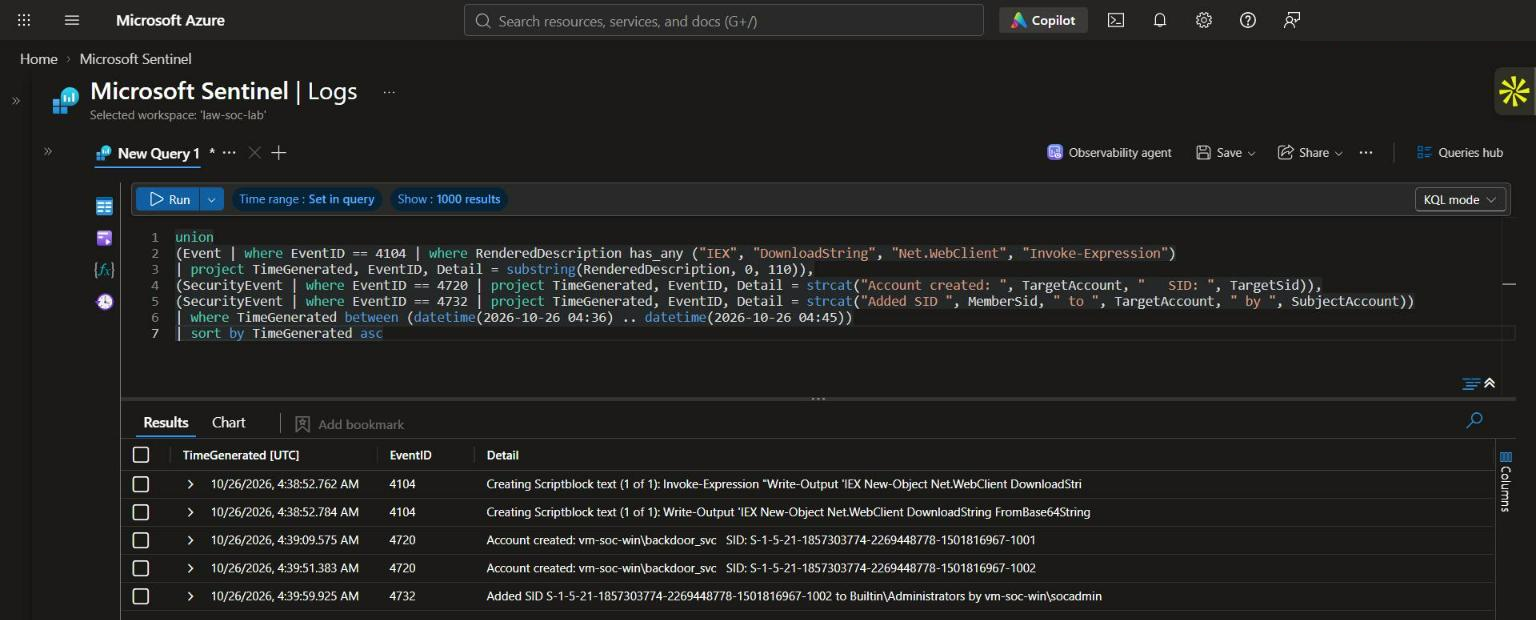 Microsoft Azure
Search resources, services, and docs (G+/)
Copilot
Home > Microsoft Sentinel
Microsoft Sentinel | Logs ...
Selected workspace: 'law-soc-lab'
New Query 1 * ...
Observability agent
Save
Share
...
Queries hub
Run
Time range : Set in query
Show : 1000 results
KQL mode
{fx}
1 union
2 (Event | where EventID == 4104 | where RenderedDescription has_any ("IEX", "DownloadString", "Net.WebClient", "Invoke-Expression")
3 | project TimeGenerated, EventID, Detail = substring(RenderedDescription, 0, 110)),
4 (SecurityEvent | where EventID == 4720 | project TimeGenerated, EventID, Detail = strcat("Account created: ", TargetAccount, "   SID: ", TargetSid)),
5 (SecurityEvent | where EventID == 4732 | project TimeGenerated, EventID, Detail = strcat("Added SID ", MemberSid, " to ", TargetAccount, " by ", SubjectAccount))
6 | where TimeGenerated between (datetime(2026-10-26 04:36) .. datetime(2026-10-26 04:45))
7 | sort by TimeGenerated asc
Results Chart Add bookmark
TimeGenerated [UTC] EventID Detail
10/26/2026, 4:38:52.762 AM 4104 Creating Scriptblock text (1 of 1): Invoke-Expression "Write-Output 'IEX New-Object Net.WebClient DownloadStri
10/26/2026, 4:38:52.784 AM 4104 Creating Scriptblock text (1 of 1): Write-Output 'IEX New-Object Net.WebClient DownloadString FromBase64String
10/26/2026, 4:39:09.575 AM 4720 Account created: vm-soc-win\backdoor_svc   SID: S-1-5-21-1857303774-2269448778-1501816967-1001
10/26/2026, 4:39:51.383 AM 4720 Account created: vm-soc-win\backdoor_svc   SID: S-1-5-21-1857303774-2269448778-1501816967-1002
10/26/2026, 4:39:59.925 AM 4732 Added SID S-1-5-21-1857303774-2269448778-1501816967-1002 to Builtin\Administrators by vm-soc-win\socadmin
Columns